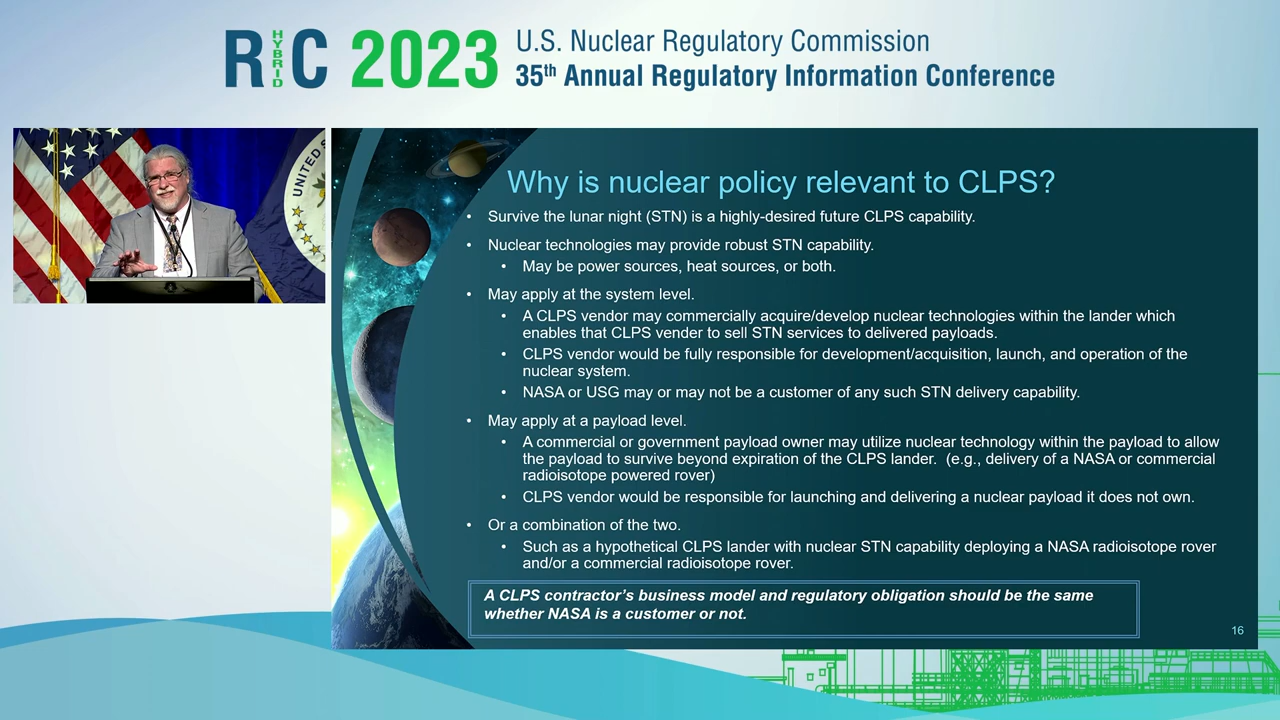 RIC 2023
HYBRID
U.S. Nuclear Regulatory Commission
35th Annual Regulatory Information Conference
UNITED
Why is nuclear policy relevant to CLPS?
• Survive the lunar night (STN) is a highly-desired future CLPS capability.
• Nuclear technologies may provide robust STN capability.
• May be power sources, heat sources, or both.
• May apply at the system level.
• A CLPS vendor may commercially acquire/develop nuclear technologies within the lander which
enables that CLPS vender to sell STN services to delivered payloads.
• CLPS vendor would be fully responsible for development/acquisition, launch, and operation of the
nuclear system.
• NASA or USG may or may not be a customer of any such STN delivery capability.
• May apply at a payload level.
• A commercial or government payload owner may utilize nuclear technology within the payload to allow
the payload to survive beyond expiration of the CLPS lander. (e.g., delivery of a NASA or commercial
radioisotope powered rover)
• CLPS vendor would be responsible for launching and delivering a nuclear payload it does not own.
• Or a combination of the two.
• Such as a hypothetical CLPS lander with nuclear STN capability deploying a NASA radioisotope rover
and/or a commercial radioisotope rover.
A CLPS contractor's business model and regulatory obligation should be the same
whether NASA is a customer or not.
16